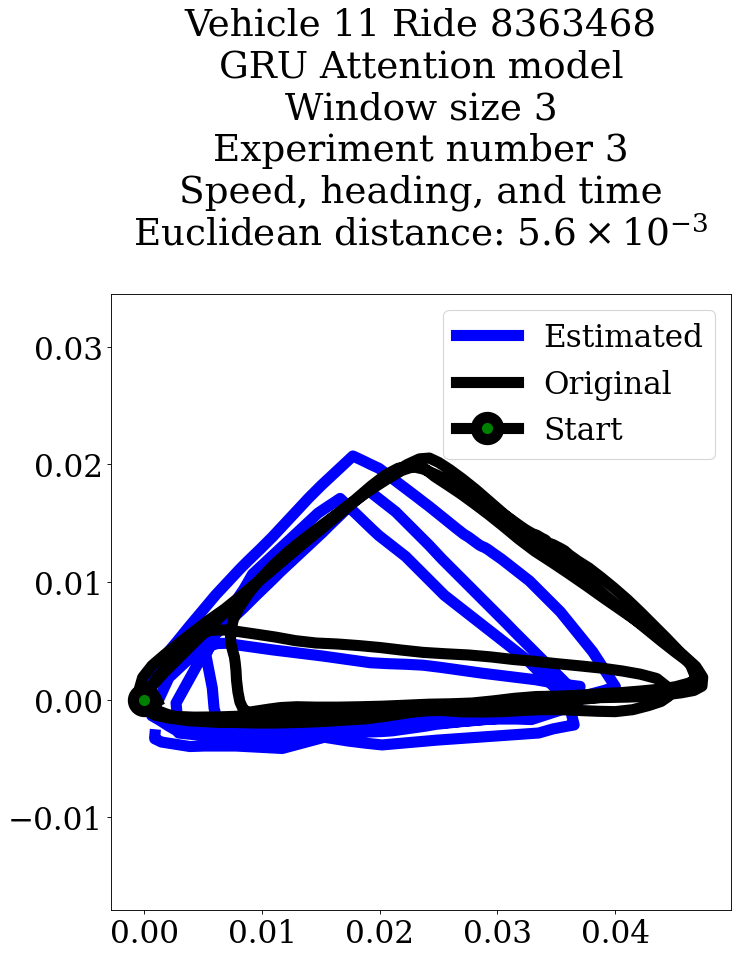 Vehicle 11 Ride 8363468
GRU Attention model
Window size 3
Experiment number 3
Speed, heading, and time
Euclidean distance: 5.6 × 10⁻³
Estimated
Original
Start
0.03
0.02
0.01
0.00
−0.01
0.00 0.01 0.02 0.03 0.04